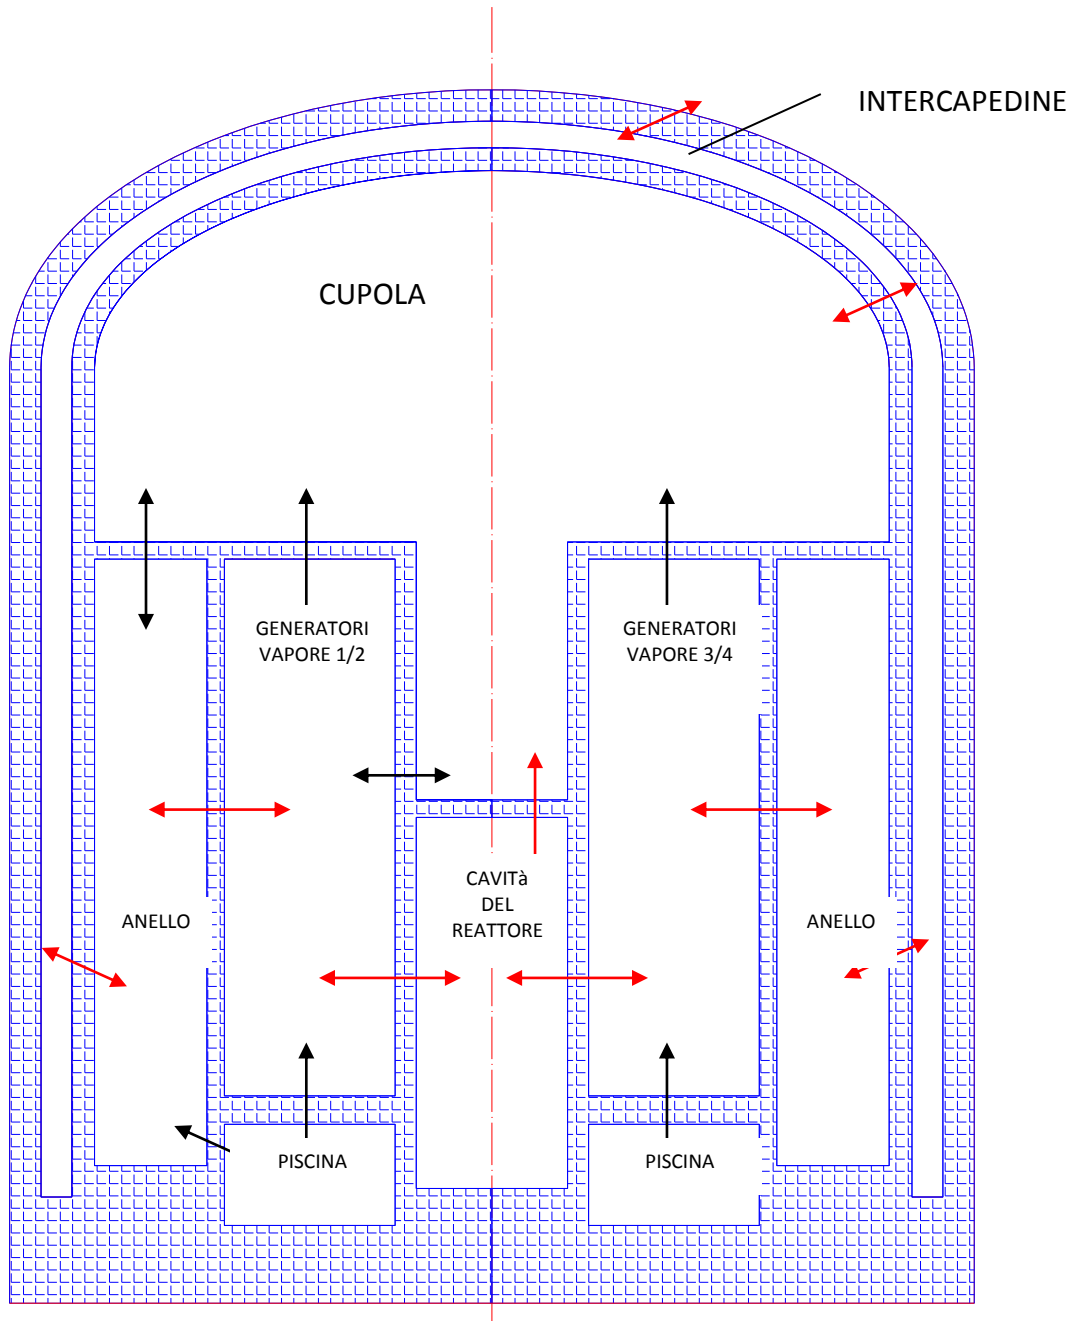 INTERCAPEDINE
CUPOLA
GENERATORI
VAPORE 1/2
GENERATORI
VAPORE 3/4
CAVITà
DEL
REATTORE
ANELLO
ANELLO
PISCINA
PISCINA